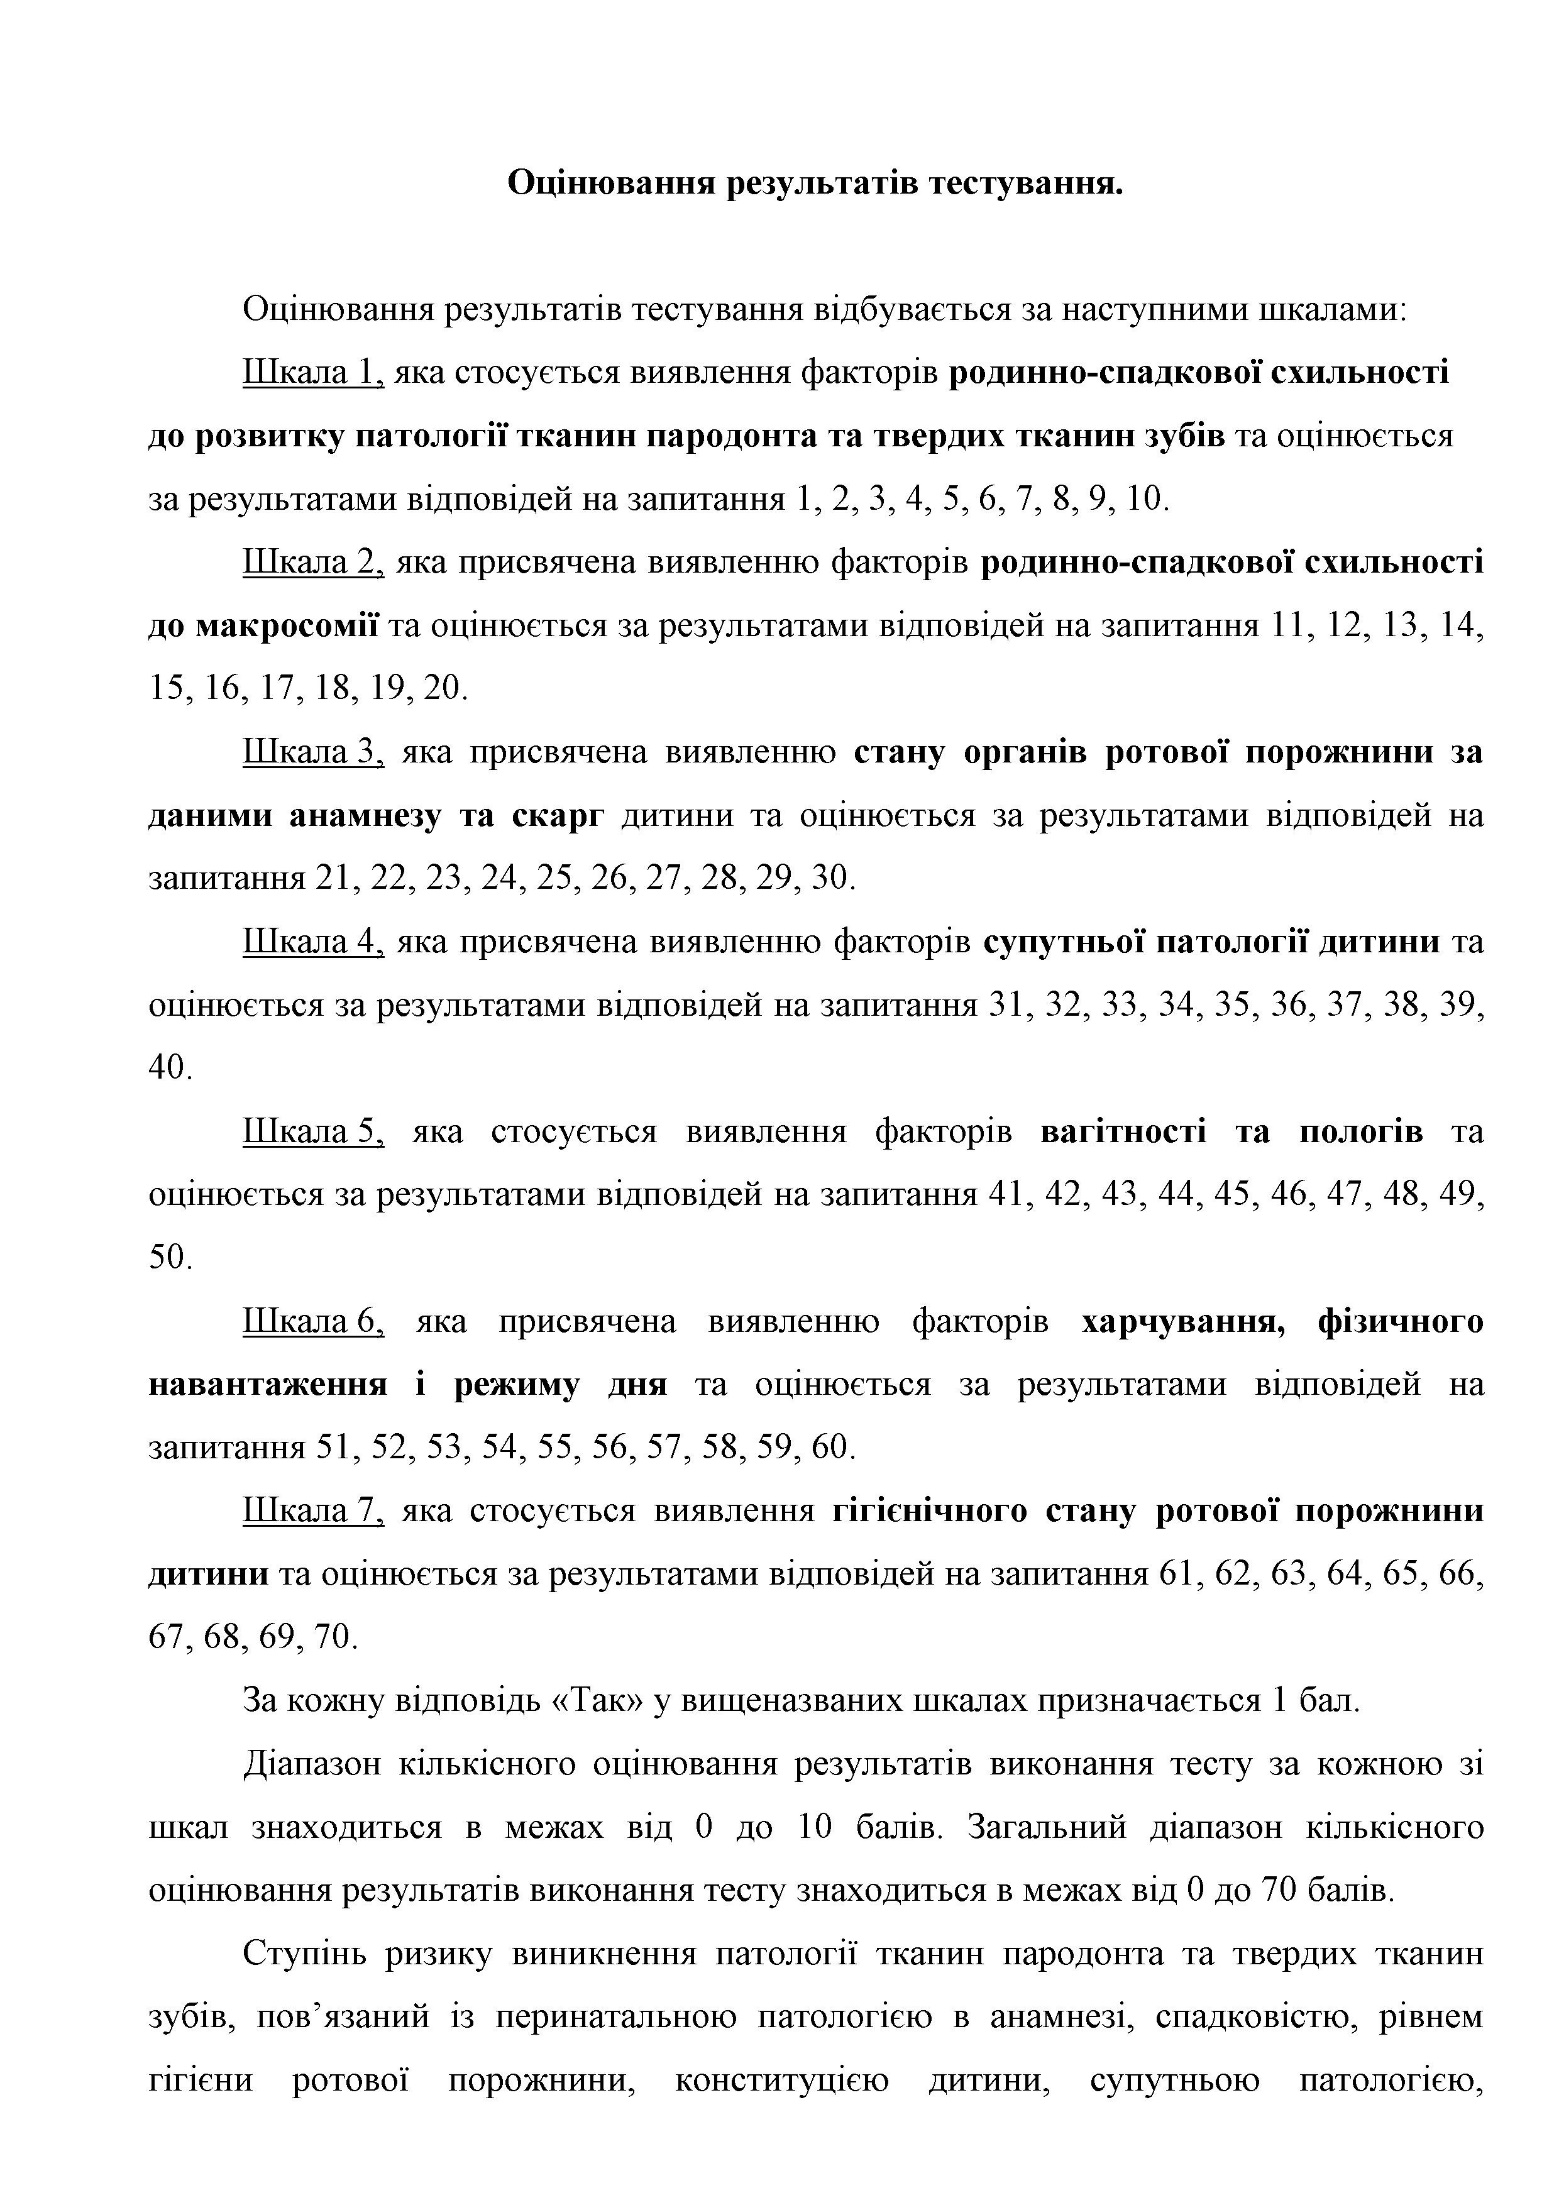 Оцінювання результатів тестування.
Оцінювання результатів тестування відбувається за наступними шкалами:
Шкала 1, яка стосується виявлення факторів родинно-спадкової схильності
до розвитку патології тканин пародонта та твердих тканин зубів та оцінюється
за результатами відповідей на запитання 1, 2, 3, 4, 5, 6, 7, 8, 9, 10.
Шкала 2, яка присвячена виявленню факторів родинно-спадкової схильності
до макросомії та оцінюється за результатами відповідей на запитання 11, 12, 13, 14,
15, 16, 17, 18, 19, 20.
Шкала 3, яка присвячена виявленню стану органів ротової порожнини за
даними анамнезу та скарг дитини та оцінюється за результатами відповідей на
запитання 21, 22, 23, 24, 25, 26, 27, 28, 29, 30.
Шкала 4, яка присвячена виявленню факторів супутньої патології дитини та
оцінюється за результатами відповідей на запитання 31, 32, 33, 34, 35, 36, 37, 38, 39,
40.
Шкала 5, яка стосується виявлення факторів вагітності та пологів та
оцінюється за результатами відповідей на запитання 41, 42, 43, 44, 45, 46, 47, 48, 49,
50.
Шкала 6, яка присвячена виявленню факторів харчування, фізичного
навантаження і режиму дня та оцінюється за результатами відповідей на
запитання 51, 52, 53, 54, 55, 56, 57, 58, 59, 60.
Шкала 7, яка стосується виявлення гігієнічного стану ротової порожнини
дитини та оцінюється за результатами відповідей на запитання 61, 62, 63, 64, 65, 66,
67, 68, 69, 70.
За кожну відповідь «Так» у вищеназваних шкалах призначається 1 бал.
Діапазон кількісного оцінювання результатів виконання тесту за кожною зі
шкал знаходиться в межах від 0 до 10 балів. Загальний діапазон кількісного
оцінювання результатів виконання тесту знаходиться в межах від 0 до 70 балів.
Ступінь ризику виникнення патології тканин пародонта та твердих тканин
зубів, пов’язаний із перинатальною патологією в анамнезі, спадковістю, рівнем
гігієни ротової порожнини, конституцією дитини, супутньою патологією,